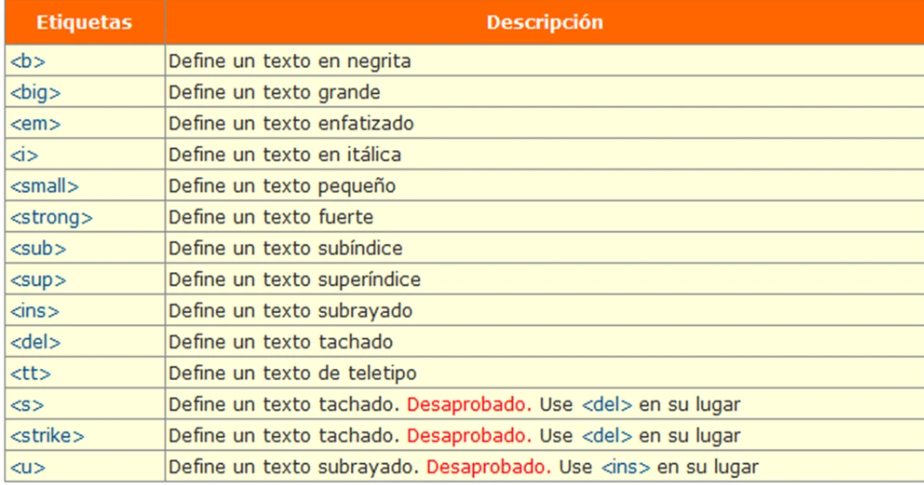 Etiquetas Descripción
<b> Define un texto en negrita
<big> Define un texto grande
<em> Define un texto enfatizado
<i> Define un texto en itálica
<small> Define un texto pequeño
<strong> Define un texto fuerte
<sub> Define un texto subíndice
<sup> Define un texto superíndice
<ins> Define un texto subrayado
<del> Define un texto tachado
<tt> Define un texto de teletipo
<s> Define un texto tachado. Desaprobado. Use <del> en su lugar
<strike> Define un texto tachado. Desaprobado. Use <del> en su lugar
<u> Define un texto subrayado. Desaprobado. Use <ins> en su lugar